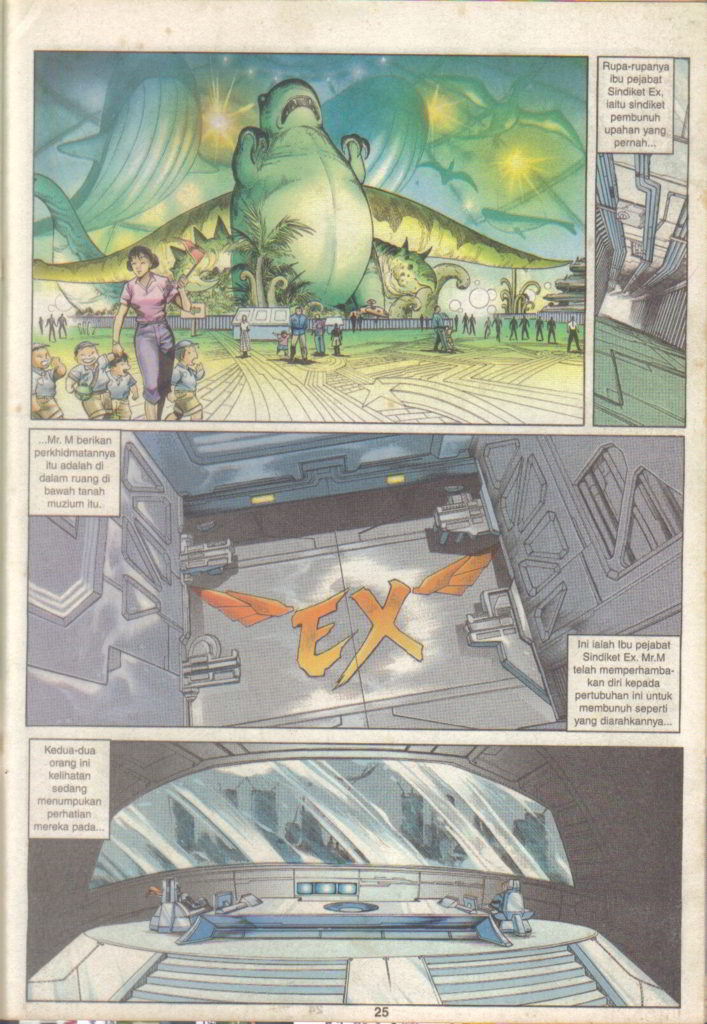 Rupa-rupanya
ibu pejabat
Sindiket Ex,
iaitu sindiket
pembunuh
upahan yang
pernah...
...Mr. M berikan
perkhidmatannya
itu adalah di
dalam ruang di
bawah tanah
muzium itu.
EX
Ini ialah Ibu pejabat
Sindiket Ex. Mr.M
telah memperhamba-
kan diri kepada
pertubuhan ini untuk
membunuh seperti
yang diarahkannya...
Kedua-dua
orang ini
kelihatan
sedang
menumpukan
perhatian
mereka pada...
25